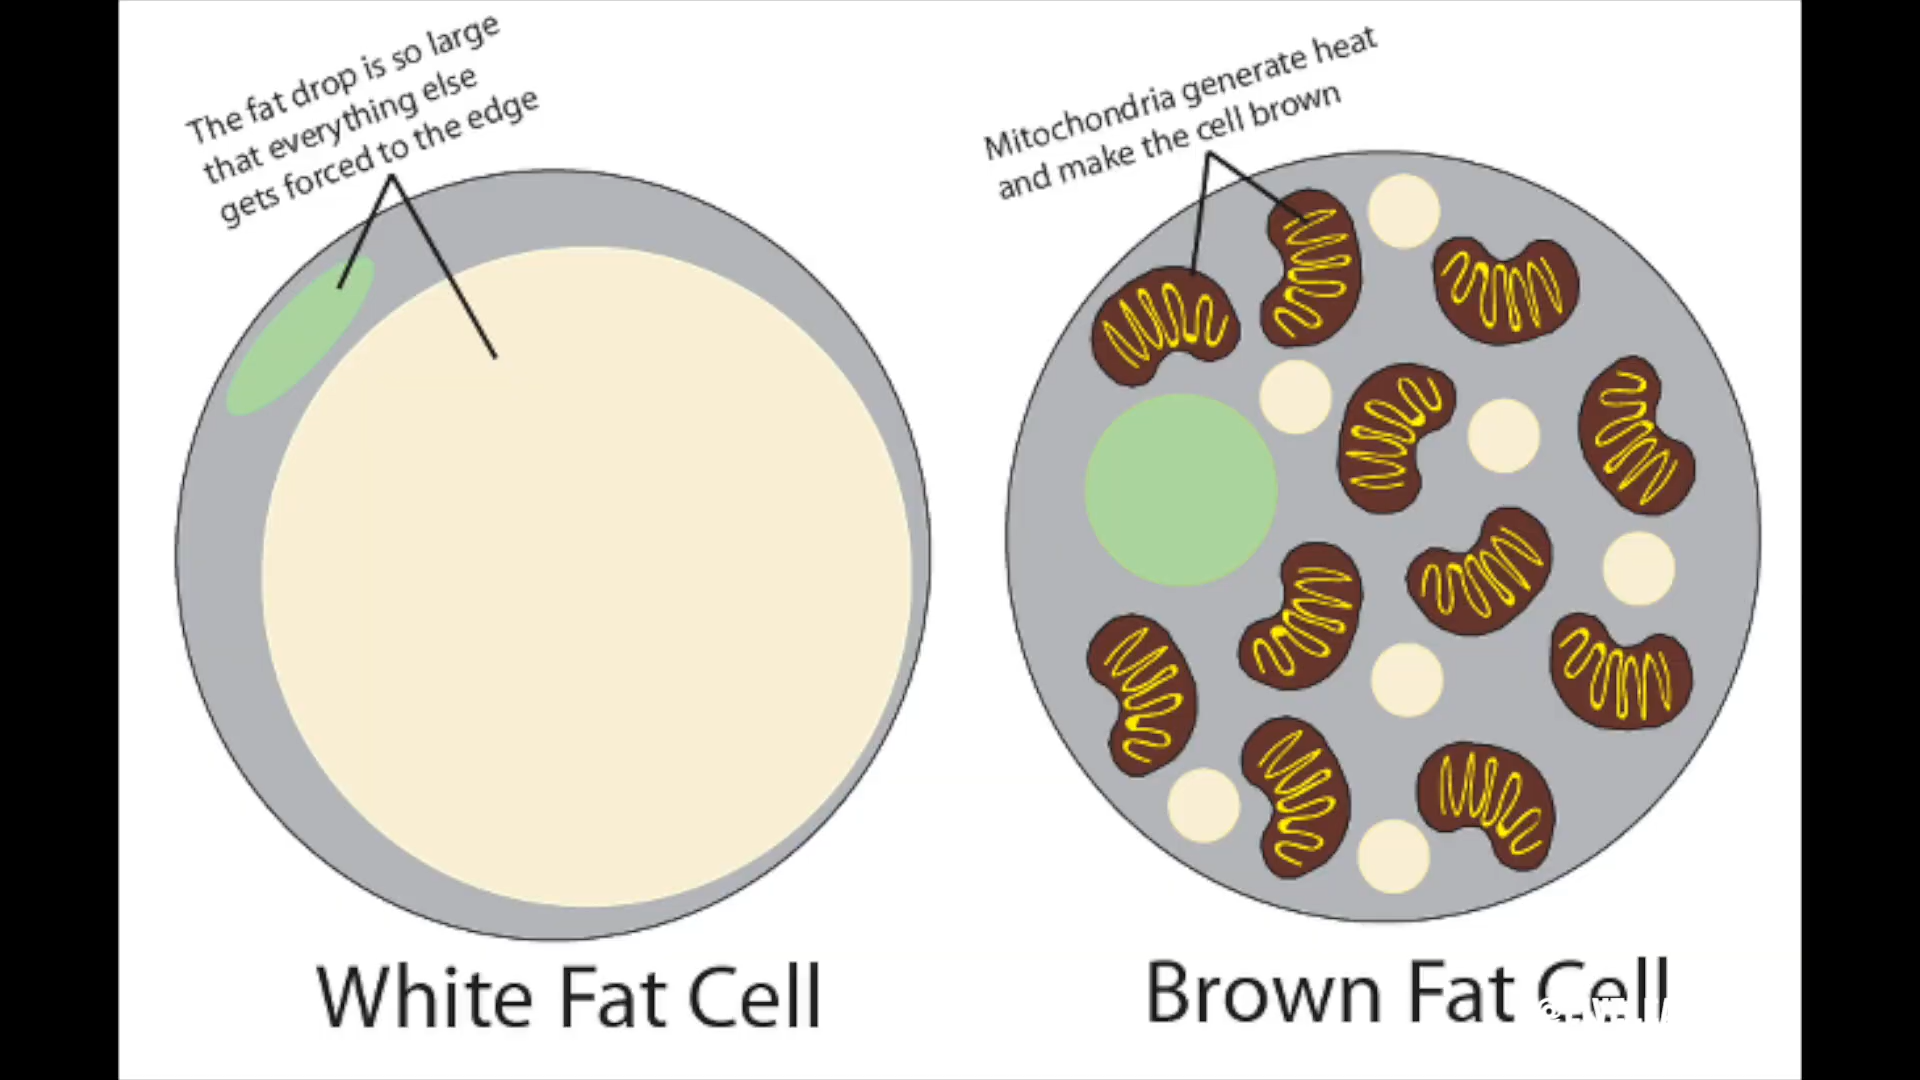 The fat drop is so large
that everything else
gets forced to the edge
Mitochondria generate heat
and make the cell brown
White Fat Cell
Brown Fat Cell